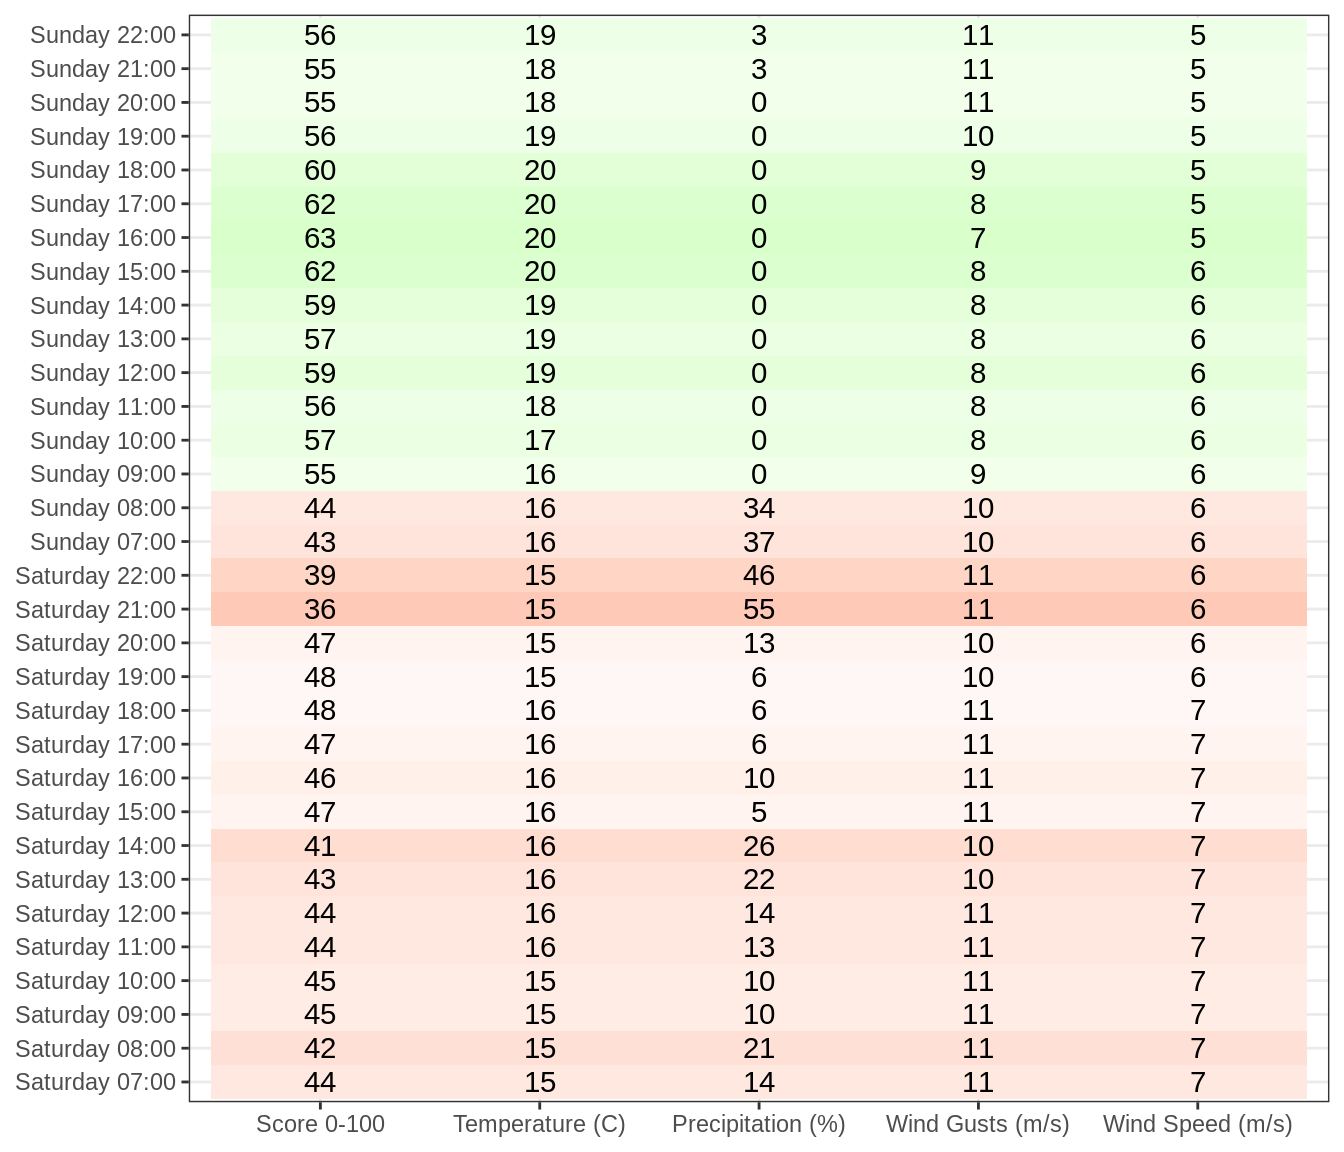 Sunday 22:00 56 19 3 11 5
Sunday 21:00 55 18 3 11 5
Sunday 20:00 55 18 0 11 5
Sunday 19:00 56 19 0 10 5
Sunday 18:00 60 20 0 9 5
Sunday 17:00 62 20 0 8 5
Sunday 16:00 63 20 0 7 5
Sunday 15:00 62 20 0 8 6
Sunday 14:00 59 19 0 8 6
Sunday 13:00 57 19 0 8 6
Sunday 12:00 59 19 0 8 6
Sunday 11:00 56 18 0 8 6
Sunday 10:00 57 17 0 8 6
Sunday 09:00 55 16 0 9 6
Sunday 08:00 44 16 34 10 6
Sunday 07:00 43 16 37 10 6
Saturday 22:00 39 15 46 11 6
Saturday 21:00 36 15 55 11 6
Saturday 20:00 47 15 13 10 6
Saturday 19:00 48 15 6 10 6
Saturday 18:00 48 16 6 11 7
Saturday 17:00 47 16 6 11 7
Saturday 16:00 46 16 10 11 7
Saturday 15:00 47 16 5 11 7
Saturday 14:00 41 16 26 10 7
Saturday 13:00 43 16 22 10 7
Saturday 12:00 44 16 14 11 7
Saturday 11:00 44 16 13 11 7
Saturday 10:00 45 15 10 11 7
Saturday 09:00 45 15 10 11 7
Saturday 08:00 42 15 21 11 7
Saturday 07:00 44 15 14 11 7
Score 0-100 Temperature (C) Precipitation (%) Wind Gusts (m/s) Wind Speed (m/s)